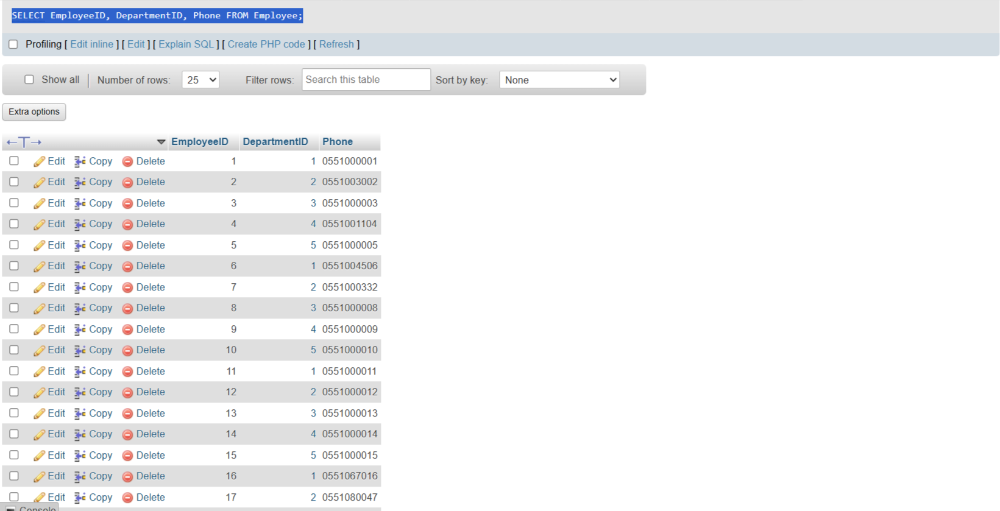 SELECT EmployeeID, DepartmentID, Phone FROM Employee;
Profiling [ Edit inline ] [ Edit ] [ Explain SQL ] [ Create PHP code ] [ Refresh ]
Show all | Number of rows: 25 Filter rows: Search this table Sort by key: None
Extra options
←T→ EmployeeID DepartmentID Phone
Edit Copy Delete 1 1 0551000001
Edit Copy Delete 2 2 0551003002
Edit Copy Delete 3 3 0551000003
Edit Copy Delete 4 4 0551001104
Edit Copy Delete 5 5 0551000005
Edit Copy Delete 6 1 0551004506
Edit Copy Delete 7 2 0551000332
Edit Copy Delete 8 3 0551000008
Edit Copy Delete 9 4 0551000009
Edit Copy Delete 10 5 0551000010
Edit Copy Delete 11 1 0551000011
Edit Copy Delete 12 2 0551000012
Edit Copy Delete 13 3 0551000013
Edit Copy Delete 14 4 0551000014
Edit Copy Delete 15 5 0551000015
Edit Copy Delete 16 1 0551067016
Edit Copy Delete 17 2 0551080047
Console